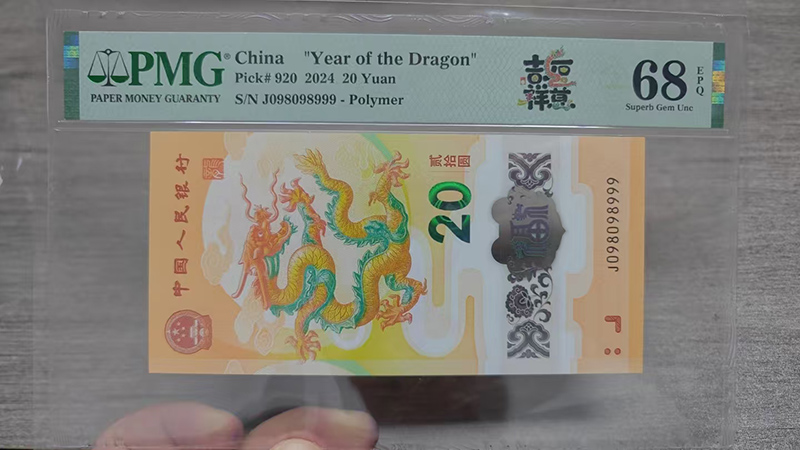 PMG®
PAPER MONEY GUARANTY
China "Year of the Dragon"
Pick# 920 2024 20 Yuan
S/N J098098999 - Polymer
68
EPQ
Superb Gem Unc
中国人民银行
贰拾圆
20
J098098999